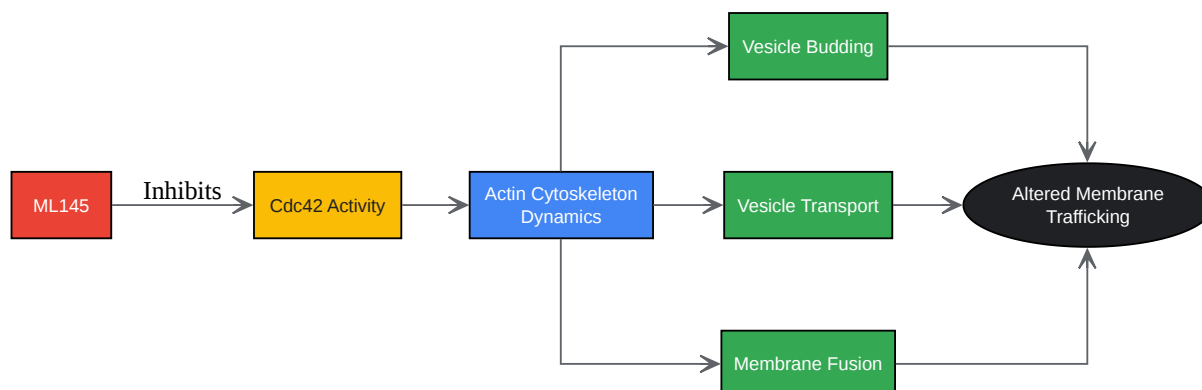 Vesicle Budding
ML145
Inhibits
Cdc42 Activity
Actin Cytoskeleton
Dynamics
Vesicle Transport
Altered Membrane
Trafficking
Membrane Fusion